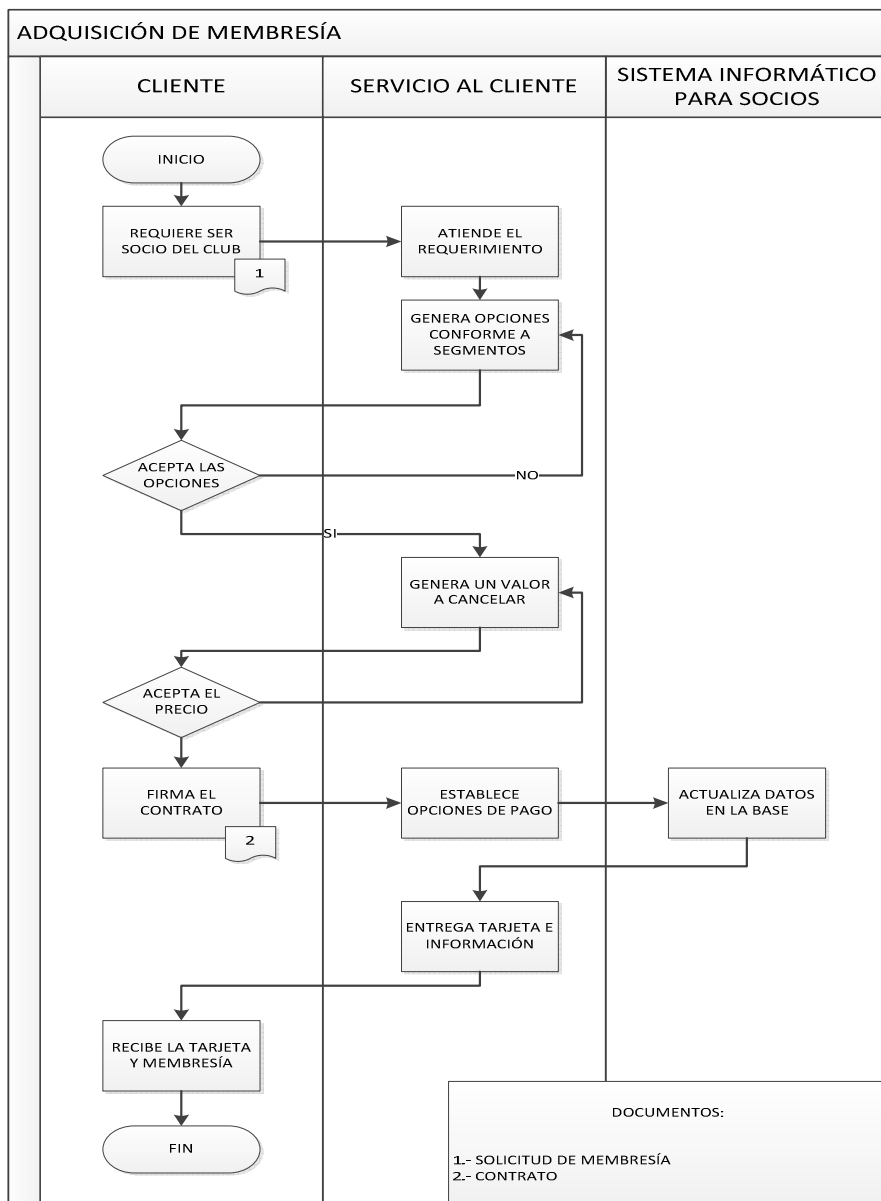 ADQUISICIÓN DE MEMBRESÍA
CLIENTE
SERVICIO AL CLIENTE
SISTEMA INFORMÁTICO
PARA SOCIOS
INICIO
REQUIERE SER
SOCIO DEL CLUB
1
ATIENDE EL
REQUERIMIENTO
GENERA OPCIONES
CONFORME A
SEGMENTOS
ACEPTA LAS
OPCIONES
NO
SI
GENERA UN VALOR
A CANCELAR
ACEPTA EL
PRECIO
FIRMA EL
CONTRATO
2
ESTABLECE
OPCIONES DE PAGO
ACTUALIZA DATOS
EN LA BASE
ENTREGA TARJETA E
INFORMACIÓN
RECIBE LA TARJETA
Y MEMBRESÍA
FIN
DOCUMENTOS:
1.- SOLICITUD DE MEMBRESÍA
2.- CONTRATO